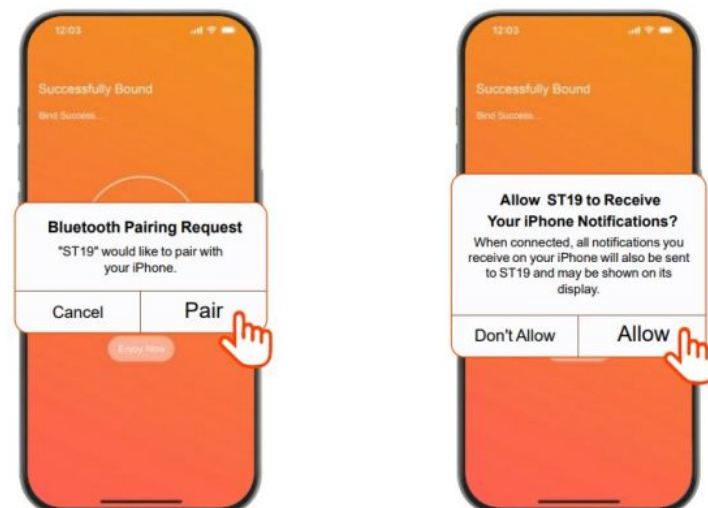 12:03
Successfully Bound
Bind Success...
Bluetooth Pairing Request
"ST19" would like to pair with
your iPhone.
Cancel
Pair
Enjoy Now
12:03
Successfully Bound
Bind Success...
Allow ST19 to Receive
Your iPhone Notifications?
When connected, all notifications you
receive on your iPhone will also be sent
to ST19 and may be shown on its
display.
Don't Allow
Allow